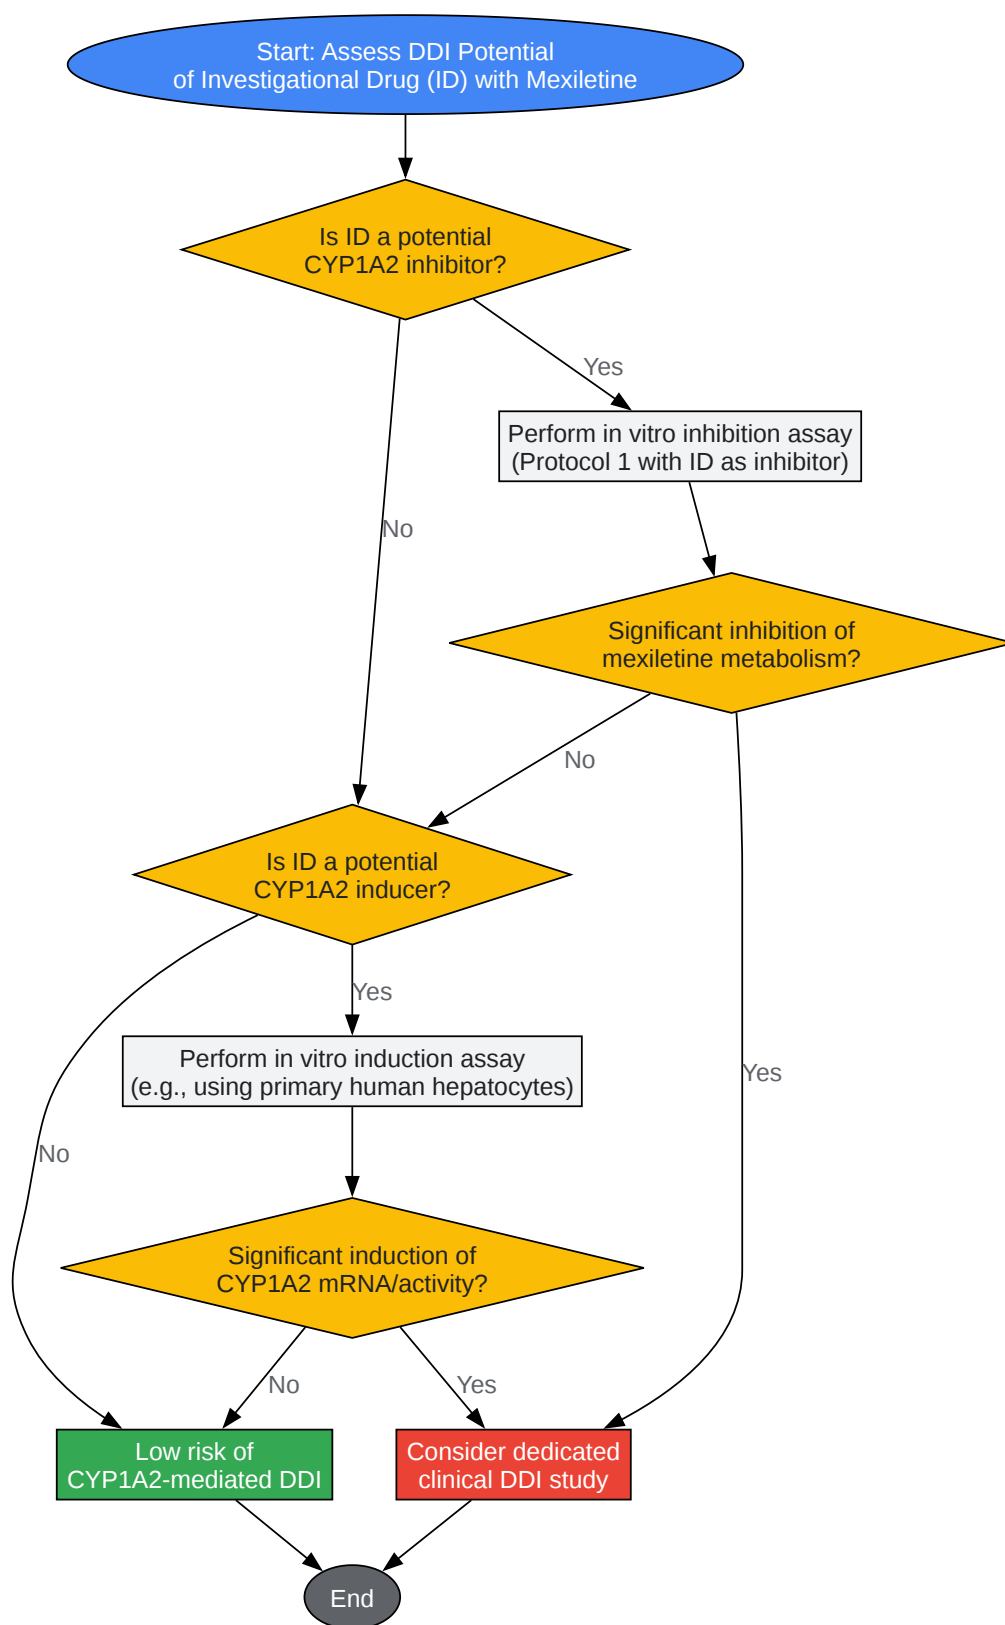 Start: Assess DDI Potential
of Investigational Drug (ID) with Mexiletine
Is ID a potential
CYP1A2 inhibitor?
Yes
Perform in vitro inhibition assay
(Protocol 1 with ID as inhibitor)
No
Significant inhibition of
mexiletine metabolism?
No
Is ID a potential
CYP1A2 inducer?
Yes
Perform in vitro induction assay
(e.g., using primary human hepatocytes)
Yes
No
Significant induction of
CYP1A2 mRNA/activity?
No
Yes
Low risk of
CYP1A2-mediated DDI
Consider dedicated
clinical DDI study
End